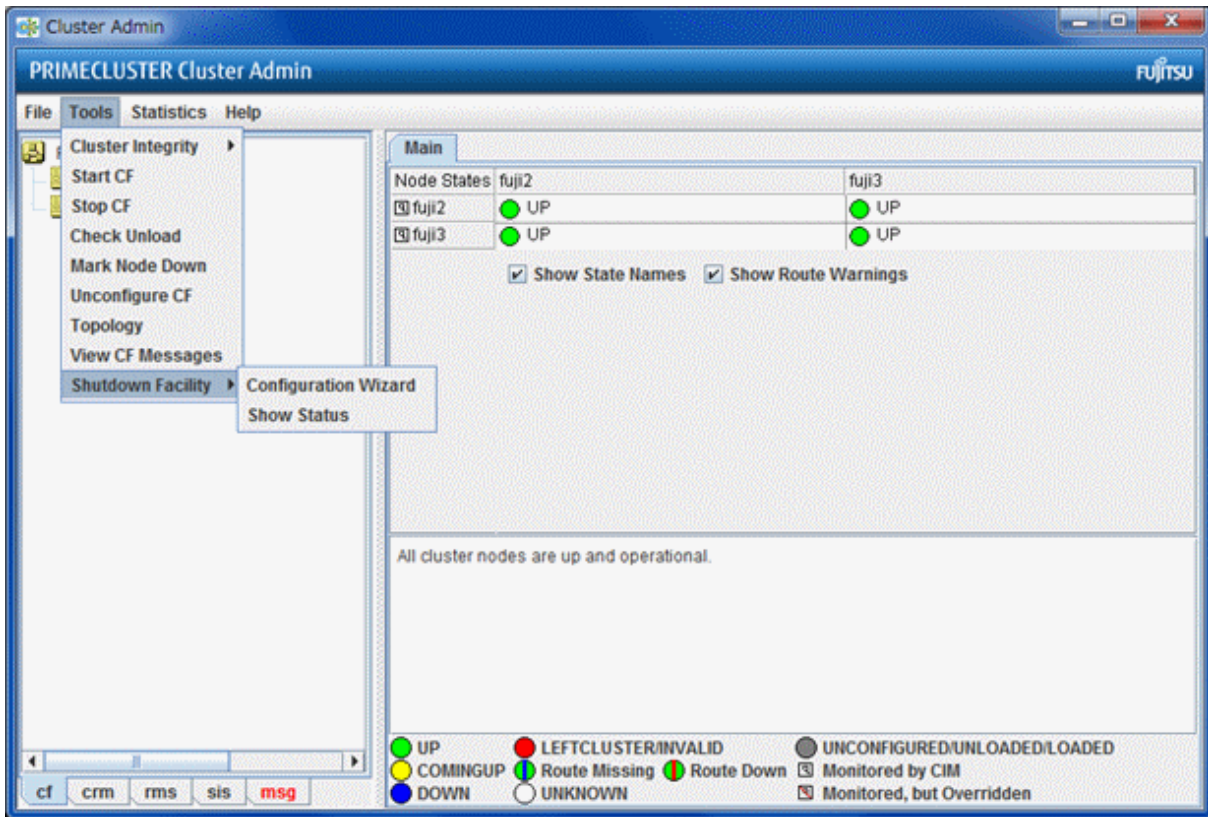 Cluster Admin
PRIMECLUSTER Cluster Admin
FUJITSU
File Tools Statistics Help
Cluster Integrity
Start CF
Stop CF
Check Unload
Mark Node Down
Unconfigure CF
Topology
View CF Messages
Shutdown Facility
Configuration Wizard
Show Status
Main
Node States fuji2 fuji3
fuji2 UP UP
fuji3 UP UP
Show State Names Show Route Warnings
All cluster nodes are up and operational.
UP LEFTCLUSTER/INVALID UNCONFIGURED/UNLOADED/LOADED
COMINGUP Route Missing Route Down Monitored by CIM
DOWN UNKNOWN Monitored, but Overridden
cf crm rms sis msg